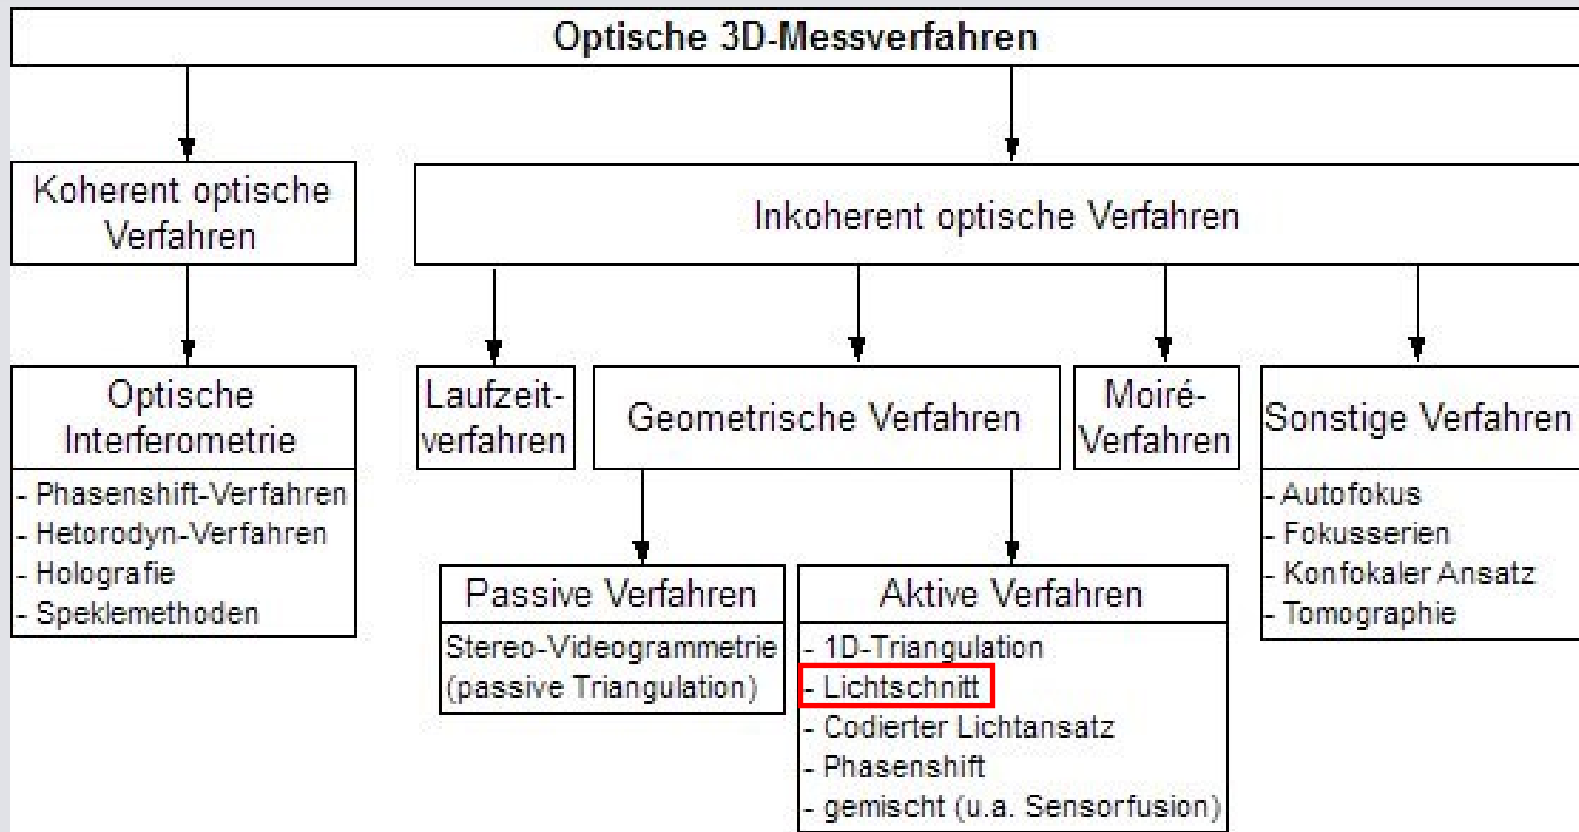 Optische 3D-Messverfahren
Koherent optische
Verfahren
Inkoherent optische Verfahren
Optische
Interferometrie
- Phasenshift-Verfahren
- Hetorodyn-Verfahren
- Holografie
- Speklemethoden
Laufzeit-
verfahren
Geometrische Verfahren
Moiré-
Verfahren
Sonstige Verfahren
- Autofokus
- Fokusserien
- Konfokaler Ansatz
- Tomographie
Passive Verfahren
Stereo-Videogrammetrie
(passive Triangulation)
Aktive Verfahren
- 1D-Triangulation
- Lichtschnitt
- Codierter Lichtansatz
- Phasenshift
- gemischt (u.a. Sensorfusion)